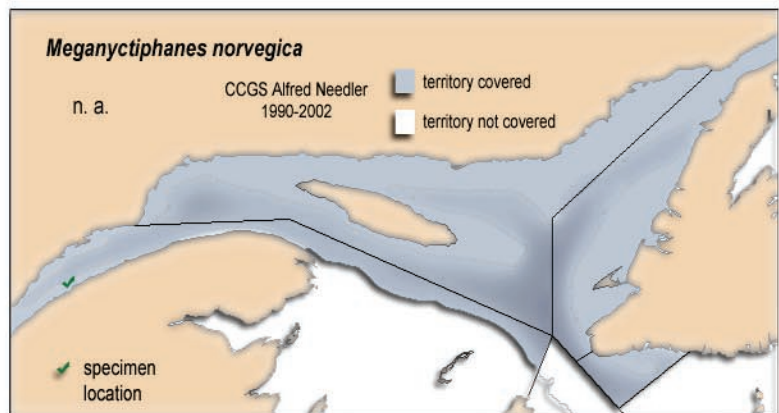 Meganyctiphanes norvegica
n. a.
CCGS Alfred Needler
1990-2002
territory covered
territory not covered
specimen
location